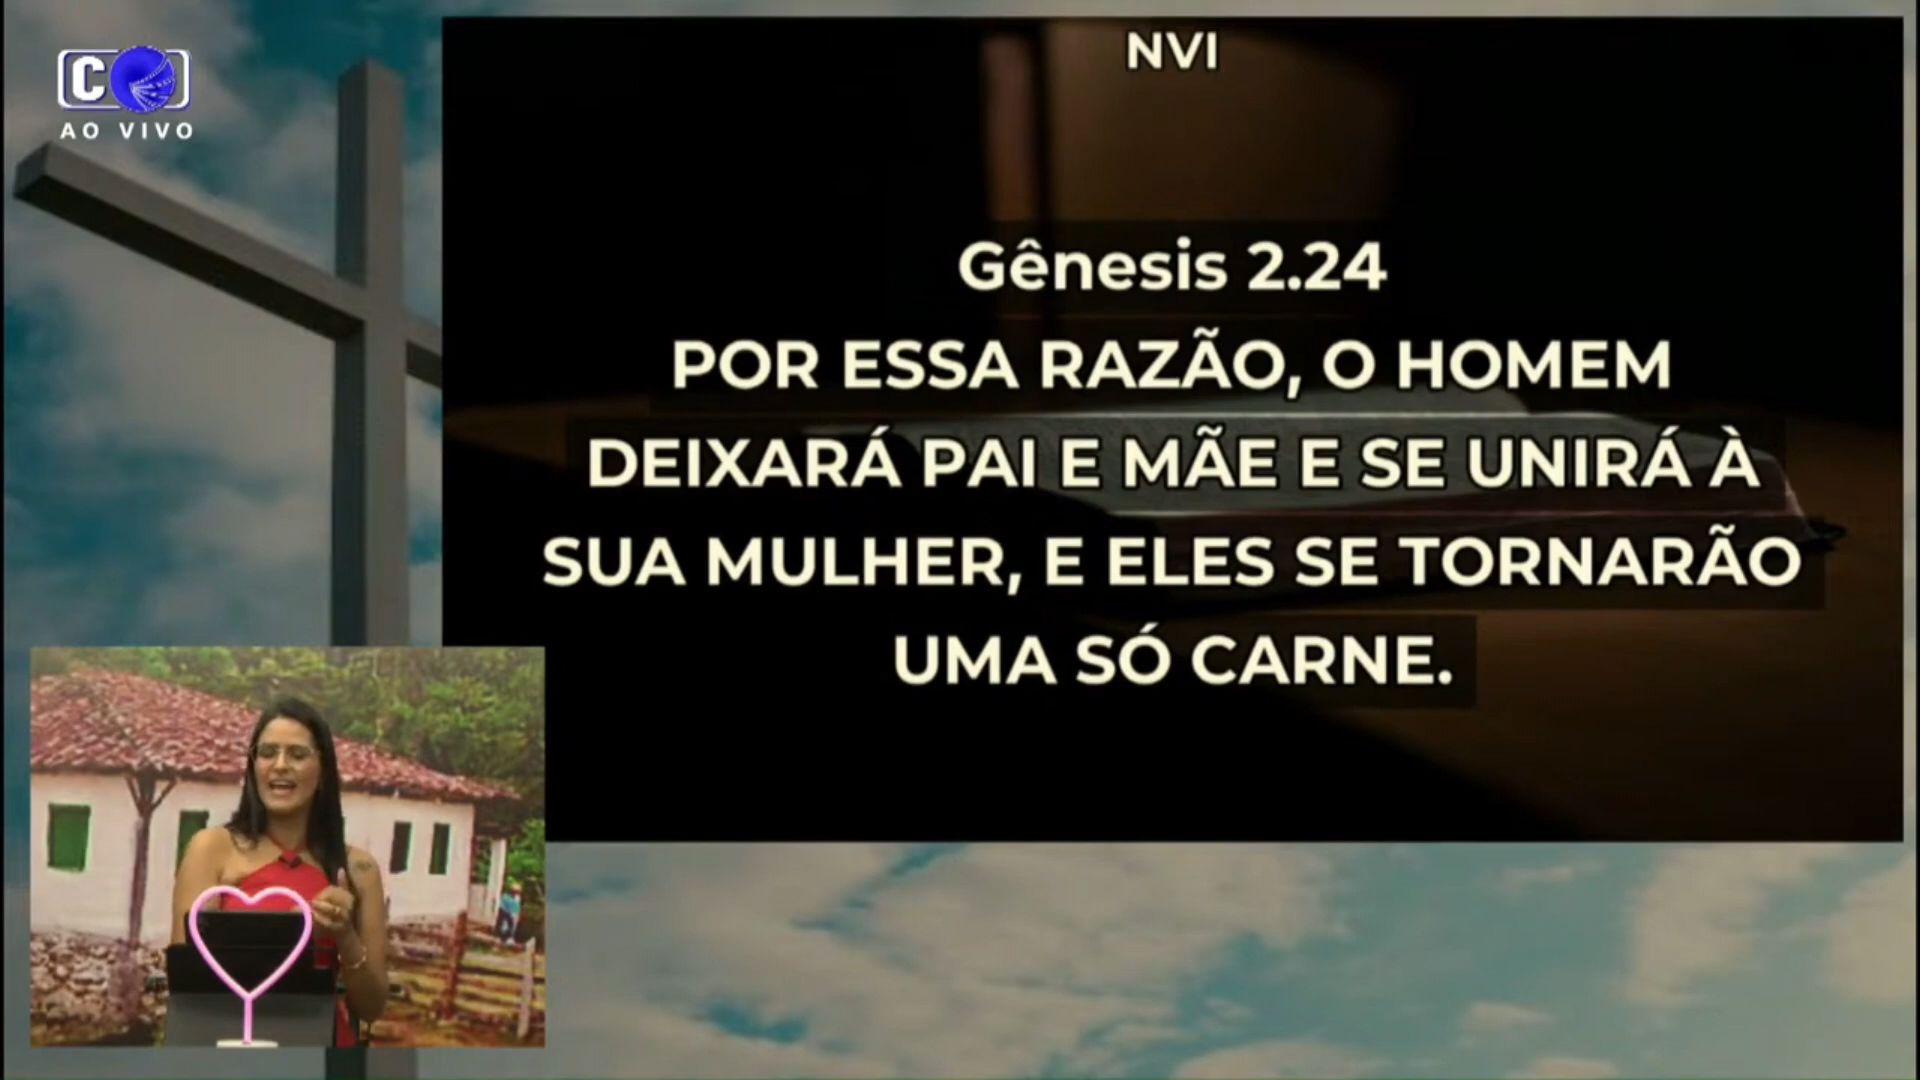 C
AO VIVO
NVI
Gênesis 2.24
POR ESSA RAZÃO, O HOMEM
DEIXARÁ PAI E MÃE E SE UNIRÁ À
SUA MULHER, E ELES SE TORNARÃO
UMA SÓ CARNE.